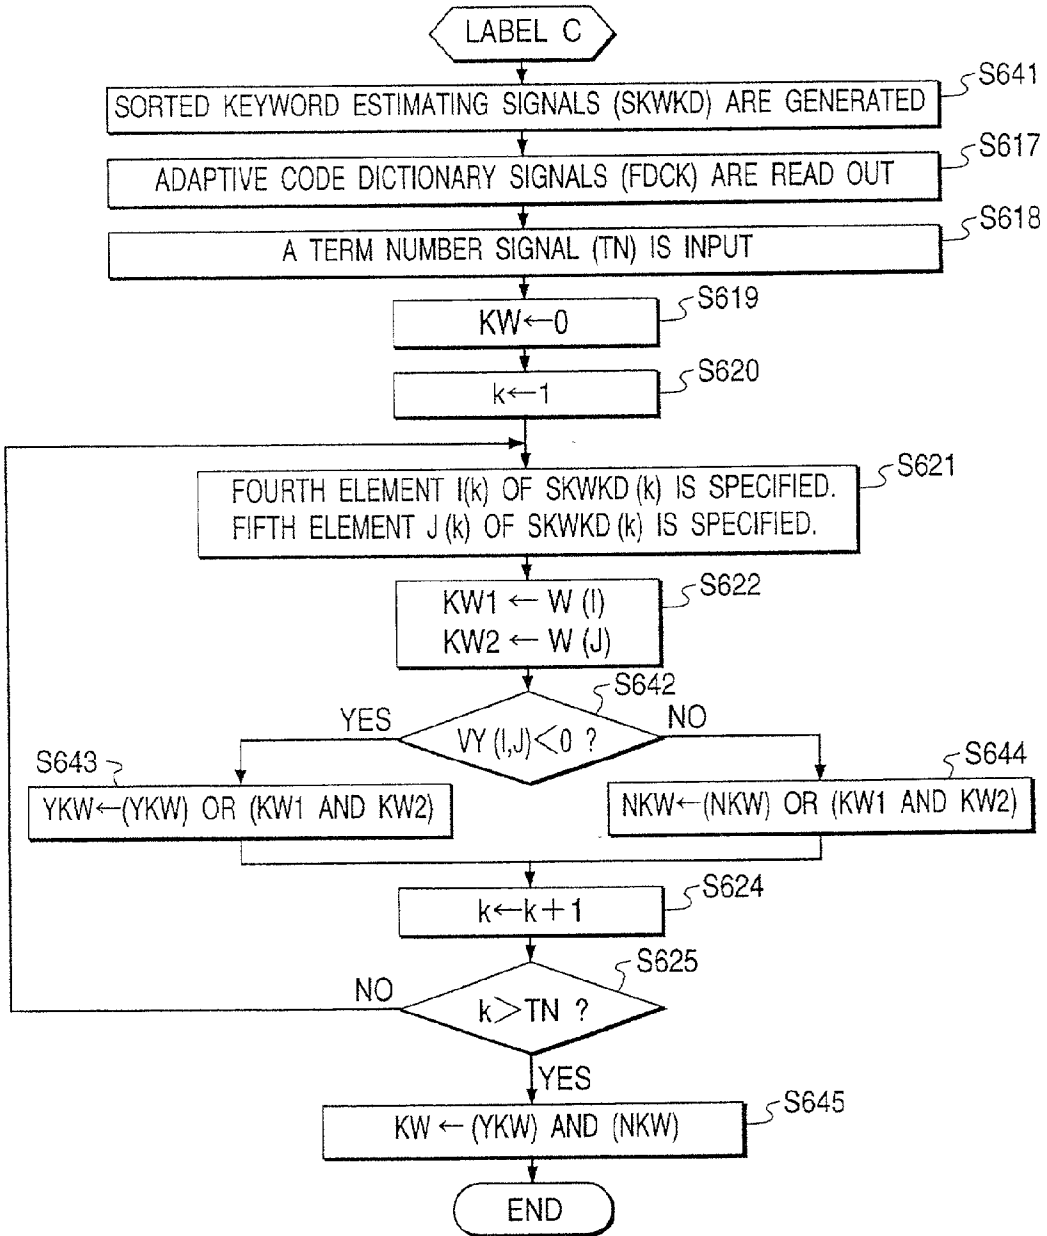 LABEL C
S641
SORTED KEYWORD ESTIMATING SIGNALS (SKWKD) ARE GENERATED
S617
ADAPTIVE CODE DICTIONARY SIGNALS (FDCK) ARE READ OUT
S618
A TERM NUMBER SIGNAL (TN) IS INPUT
S619
KW←0
S620
k←1
S621
FOURTH ELEMENT I(k) OF SKWKD(k) IS SPECIFIED.
FIFTH ELEMENT J(k) OF SKWKD(k) IS SPECIFIED.
S622
KW1 ← W (I)
KW2 ← W (J)
S642
YES
VY (I,J)<0 ?
NO
S643
YKW←(YKW) OR (KW1 AND KW2)
S644
NKW←(NKW) OR (KW1 AND KW2)
S624
k←k+1
S625
NO
k>TN ?
YES
S645
KW ← (YKW) AND (NKW)
END